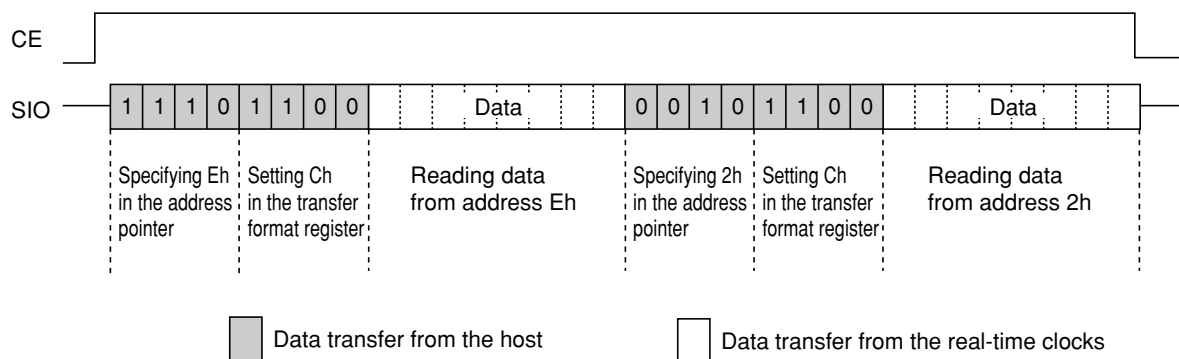 CE
SIO
1 1 1 0 1 1 0 0 Data 0 0 1 0 1 1 0 0 Data
Specifying Eh
in the address
pointer
Setting Ch
in the transfer
format register
Reading data
from address Eh
Specifying 2h
in the address
pointer
Setting Ch
in the transfer
format register
Reading data
from address 2h
Data transfer from the host
Data transfer from the real-time clocks